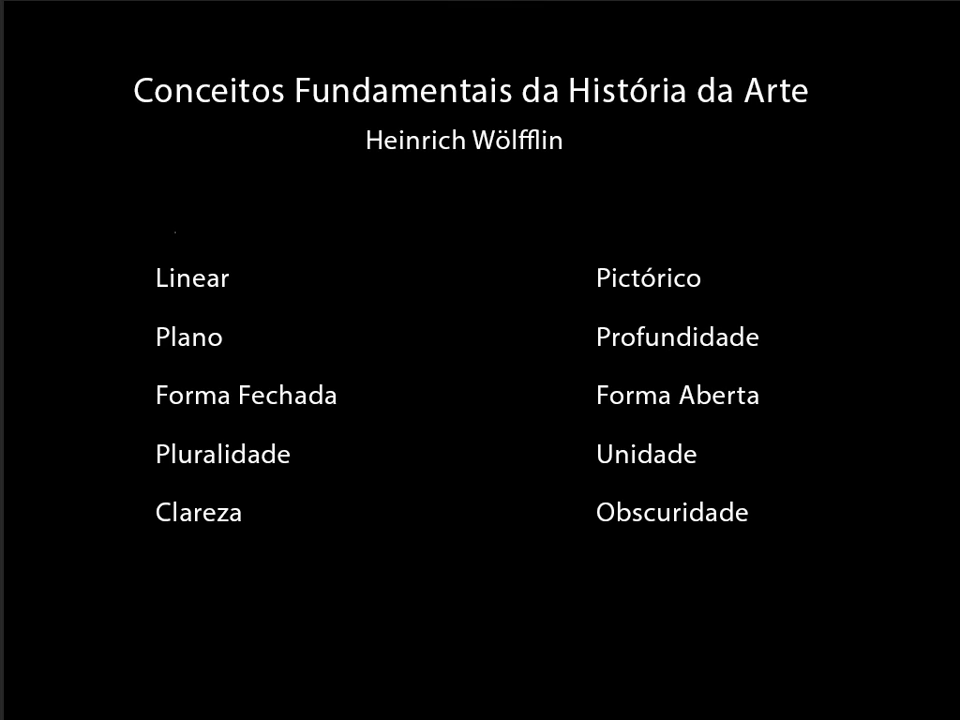 Conceitos Fundamentais da História da Arte
Heinrich Wölfflin
Linear Pictórico
Plano Profundidade
Forma Fechada Forma Aberta
Pluralidade Unidade
Clareza Obscuridade